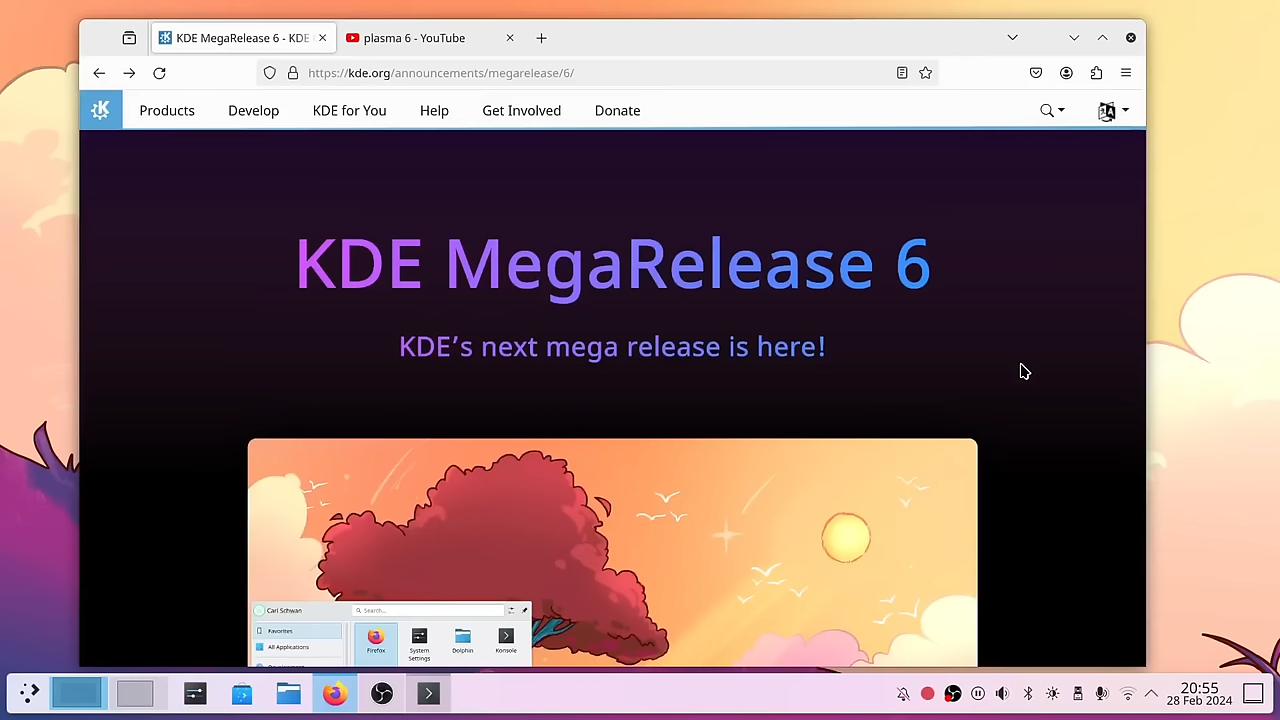 KDE MegaRelease 6 - KDE
plasma 6 - YouTube
https://kde.org/announcements/megarelease/6/
Products
Develop
KDE for You
Help
Get Involved
Donate
KDE MegaRelease 6
KDE's next mega release is here!
Carl Schwan
Search...
Favorites
All Applications
Firefox
System
Settings
Dolphin
Konsole
20:55
28 Feb 2024